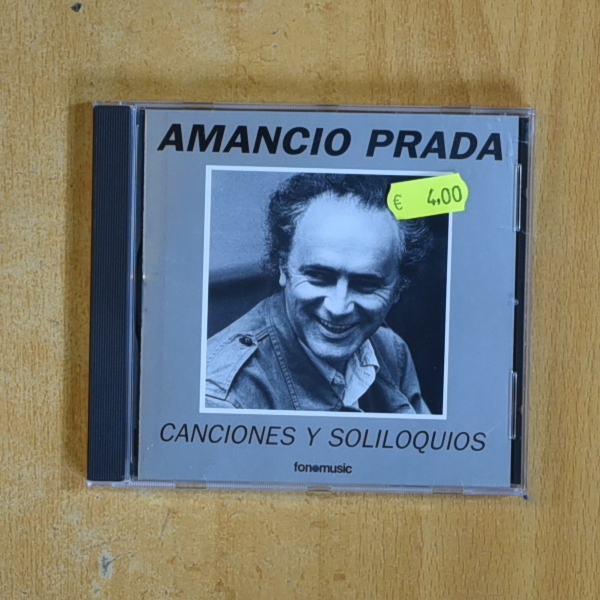 AMANCIO PRADA
€ 4,00
CANCIONES Y SOLILOQUIOS
fonomusic